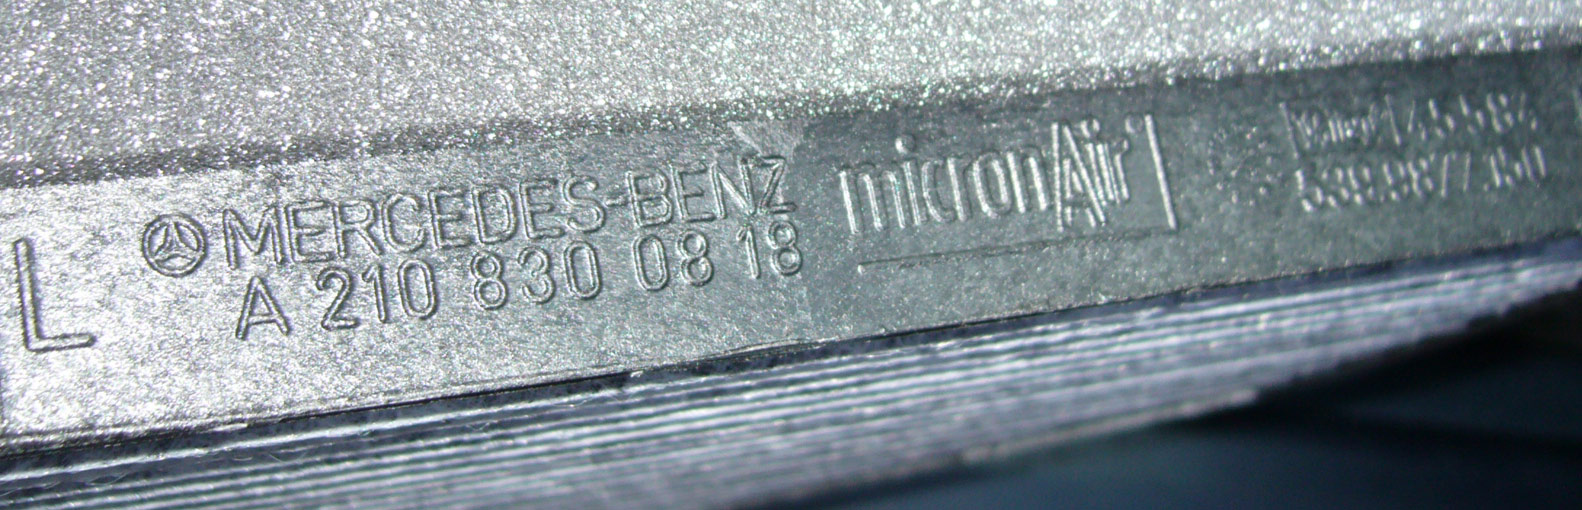 L
MERCEDES-BENZ
A 210 830 08 18
micronAir